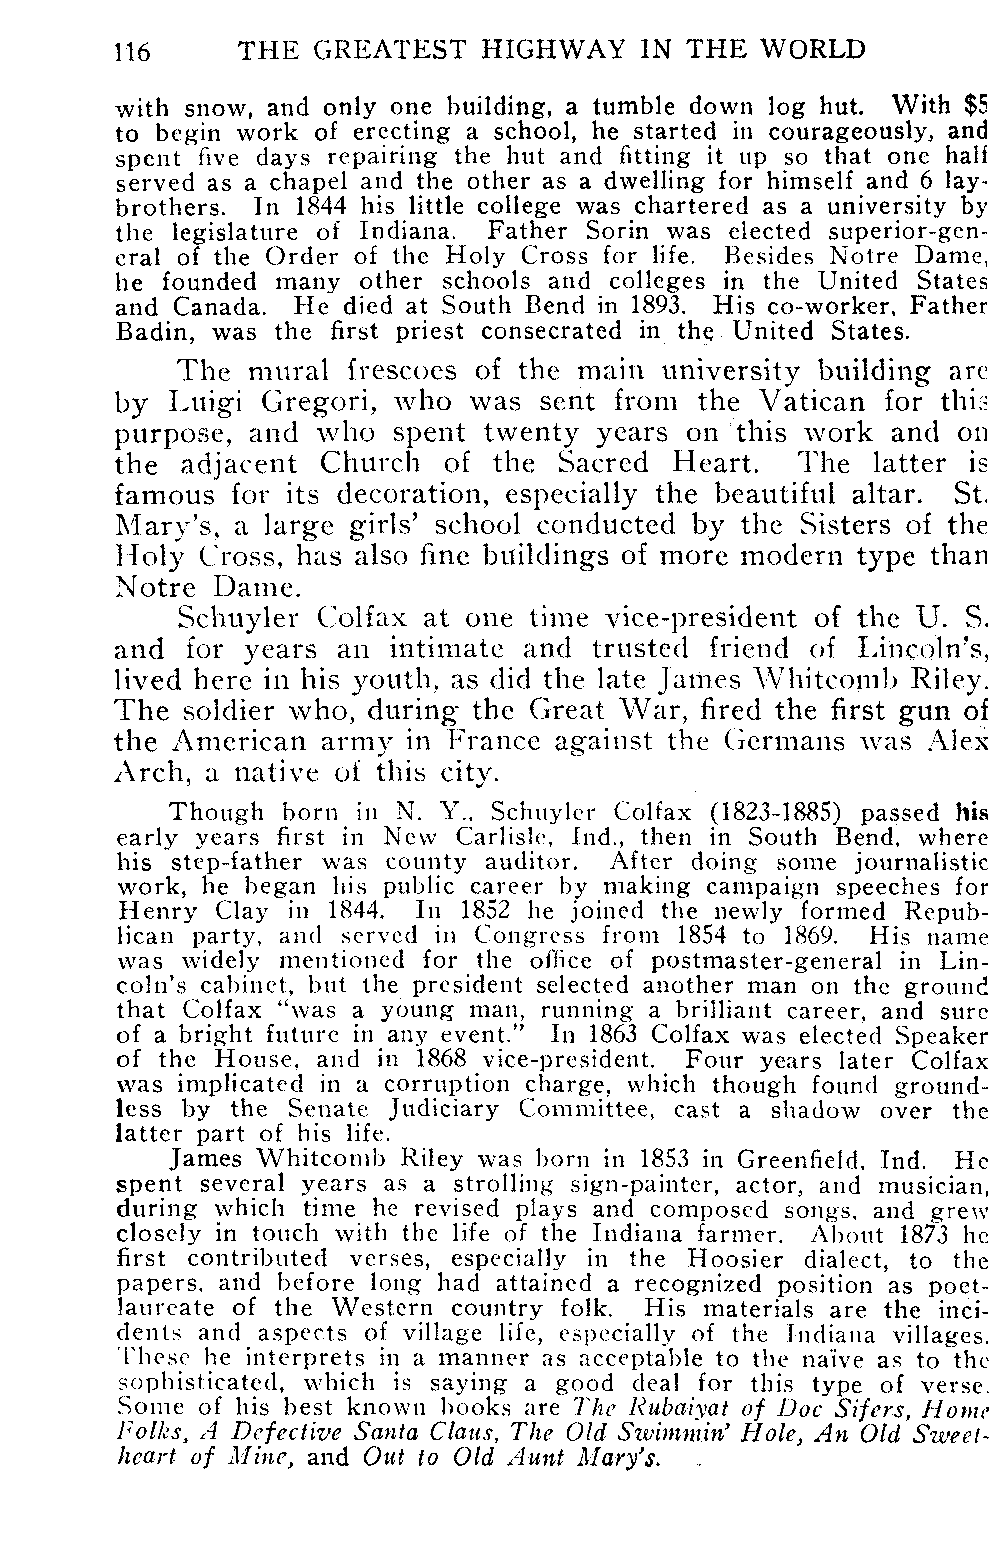 116 THE GREATEST HIGHWAY IN THE WORLD
with snow, and only one building, a tumble down log hut. With $5
to begin work of erecting a school, he started in courageously, and
spent five days repairing the hut and fitting it up so that one half
served as a chapel and the other as a dwelling for himself and 6 lay-
brothers. In 1844 his little college was chartered as a university by
the legislature of Indiana. Father Sorin was elected superior-gen-
eral of the Order of the Holy Cross for life. Besides Notre Dame,
he founded many other schools and colleges in the United States
and Canada. He died at South Bend in 1893. His co-worker, Father
Badin, was the first priest consecrated in the United States.
The mural frescoes of the main university building are
by Luigi Gregori, who was sent from the Vatican for this
purpose, and who spent twenty years on this work and on
the adjacent Church of the Sacred Heart. The latter is
famous for its decoration, especially the beautiful altar. St.
Mary's, a large girls' school conducted by the Sisters of the
Holy Cross, has also fine buildings of more modern type than
Notre Dame.
Schuyler Colfax at one time vice-president of the U. S.
and for years an intimate and trusted friend of Lincoln's,
lived here in his youth, as did the late James Whitcomb Riley.
The soldier who, during the Great War, fired the first gun of
the American army in France against the Germans was Alex
Arch, a native of this city.
Though born in N. Y., Schuyler Colfax (1823-1885) passed his
early years first in New Carlisle, Ind., then in South Bend, where
his step-father was county auditor. After doing some journalistic
work, he began his public career by making campaign speeches for
Henry Clay in 1844. In 1852 he joined the newly formed Repub-
lican party, and served in Congress from 1854 to 1869. His name
was widely mentioned for the office of postmaster-general in Lin-
coln's cabinet, but the president selected another man on the ground
that Colfax "was a young man, running a brilliant career, and sure
of a bright future in any event." In 1863 Colfax was elected Speaker
of the House, and in 1868 vice-president. Four years later Colfax
was implicated in a corruption charge, which though found ground-
less by the Senate Judiciary Committee, cast a shadow over the
latter part of his life.
James Whitcomb Riley was born in 1853 in Greenfield, Ind. He
spent several years as a strolling sign-painter, actor, and musician,
during which time he revised plays and composed songs, and grew
closely in touch with the life of the Indiana farmer. About 1873 he
first contributed verses, especially in the Hoosier dialect, to the
papers, and before long had attained a recognized position as poet-
laureate of the Western country folk. His materials are the inci-
dents and aspects of village life, especially of the Indiana villages.
These he interprets in a manner as acceptable to the naïve as to the
sophisticated, which is saying a good deal for this type of verse.
Some of his best known books are The Rubaiyat of Doc Sifers, Home
Folks, A Defective Santa Claus, The Old Swimmin' Hole, An Old Sweet-
heart of Mine, and Out to Old Aunt Mary's.